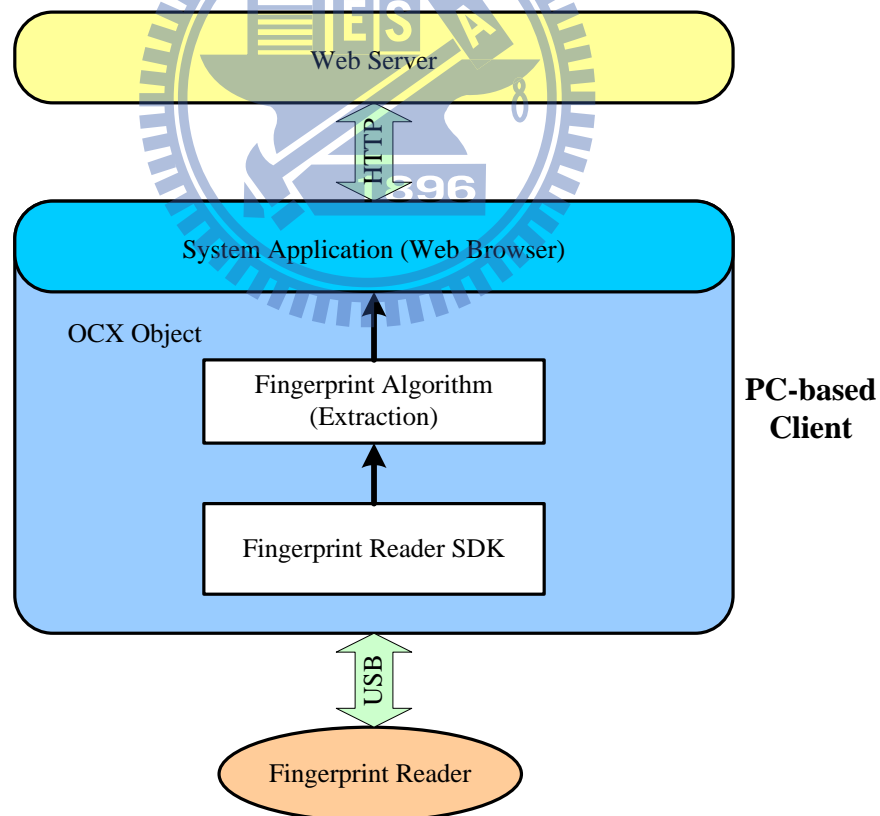 E S A
Web Server
HTTP
1896
System Application (Web Browser)
OCX Object
Fingerprint Algorithm
(Extraction)
PC-based
Client
Fingerprint Reader SDK
USB
Fingerprint Reader